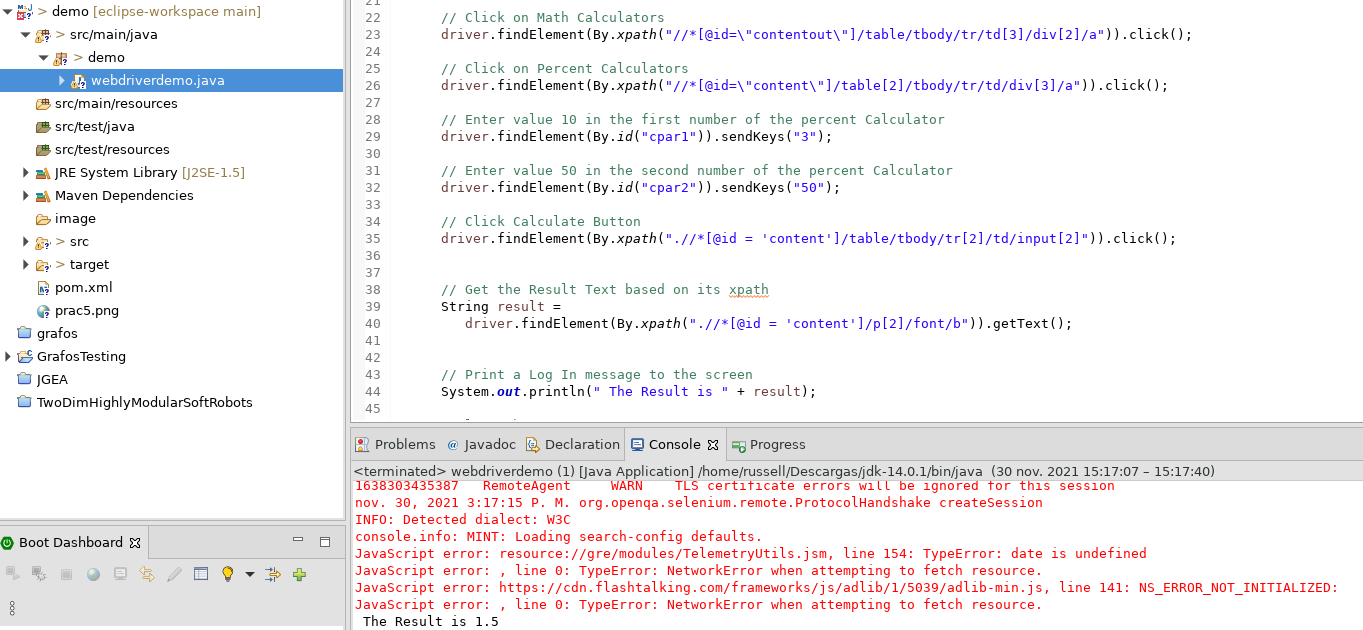 demo [eclipse-workspace main]
> src/main/java
> demo
webdriverdemo.java
src/main/resources
src/test/java
src/test/resources
JRE System Library [J2SE-1.5]
Maven Dependencies
image
> src
> target
pom.xml
prac5.png
grafos
GrafosTesting
JGEA
TwoDimHighlyModularSoftRobots
Boot Dashboard
21
22 // Click on Math Calculators
23 driver.findElement(By.xpath("//*[@id=\"contentout\"]/table/tbody/tr/td[3]/div[2]/a")).click();
24
25 // Click on Percent Calculators
26 driver.findElement(By.xpath("//*[@id=\"content\"]/table[2]/tbody/tr/td/div[3]/a")).click();
27
28 // Enter value 10 in the first number of the percent Calculator
29 driver.findElement(By.id("cpar1")).sendKeys("3");
30
31 // Enter value 50 in the second number of the percent Calculator
32 driver.findElement(By.id("cpar2")).sendKeys("50");
33
34 // Click Calculate Button
35 driver.findElement(By.xpath(".//*[@id = 'content']/table/tbody/tr[2]/td/input[2]")).click();
36
37
38 // Get the Result Text based on its xpath
39 String result =
40 driver.findElement(By.xpath(".//*[@id = 'content']/p[2]/font/b")).getText();
41
42
43 // Print a Log In message to the screen
44 System.out.println(" The Result is " + result);
45
Problems @ Javadoc Declaration Console Progress
<terminated> webdriverdemo (1) [Java Application] /home/russell/Descargas/jdk-14.0.1/bin/java (30 nov. 2021 15:17:07 – 15:17:40)
1638303435387 RemoteAgent WARN TLS certificate errors will be ignored for this session
nov. 30, 2021 3:17:15 P. M. org.openqa.selenium.remote.ProtocolHandshake createSession
INFO: Detected dialect: W3C
console.info: MINT: Loading search-config defaults.
JavaScript error: resource://gre/modules/TelemetryUtils.jsm, line 154: TypeError: date is undefined
JavaScript error: , line 0: TypeError: NetworkError when attempting to fetch resource.
JavaScript error: https://cdn.flashtalking.com/frameworks/js/adlib/1/5039/adlib-min.js, line 141: NS_ERROR_NOT_INITIALIZED:
JavaScript error: , line 0: TypeError: NetworkError when attempting to fetch resource.
The Result is 1.5